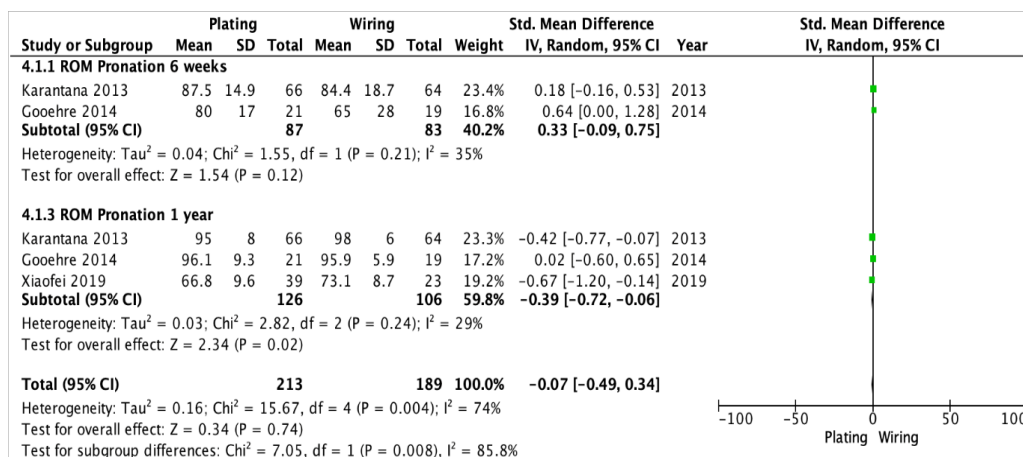 Plating Wiring Std. Mean Difference Std. Mean Difference
Study or Subgroup Mean SD Total Mean SD Total Weight IV, Random, 95% CI Year IV, Random, 95% CI
4.1.1 ROM Pronation 6 weeks
Karantana 2013 87.5 14.9 66 84.4 18.7 64 23.4% 0.18 [-0.16, 0.53] 2013
Gooehre 2014 80 17 21 65 28 19 16.8% 0.64 [0.00, 1.28] 2014
Subtotal (95% CI) 87 83 40.2% 0.33 [-0.09, 0.75]
Heterogeneity: Tau² = 0.04; Chi² = 1.55, df = 1 (P = 0.21); I² = 35%
Test for overall effect: Z = 1.54 (P = 0.12)
4.1.3 ROM Pronation 1 year
Karantana 2013 95 8 66 98 6 64 23.3% -0.42 [-0.77, -0.07] 2013
Gooehre 2014 96.1 9.3 21 95.9 5.9 19 17.2% 0.02 [-0.60, 0.65] 2014
Xiaofei 2019 66.8 9.6 39 73.1 8.7 23 19.2% -0.67 [-1.20, -0.14] 2019
Subtotal (95% CI) 126 106 59.8% -0.39 [-0.72, -0.06]
Heterogeneity: Tau² = 0.03; Chi² = 2.82, df = 2 (P = 0.24); I² = 29%
Test for overall effect: Z = 2.34 (P = 0.02)
Total (95% CI) 213 189 100.0% -0.07 [-0.49, 0.34]
Heterogeneity: Tau² = 0.16; Chi² = 15.67, df = 4 (P = 0.004); I² = 74%
Test for overall effect: Z = 0.34 (P = 0.74)
Test for subgroup differences: Chi² = 7.05, df = 1 (P = 0.008), I² = 85.8%
-100 -50 0 50 100
Plating Wiring